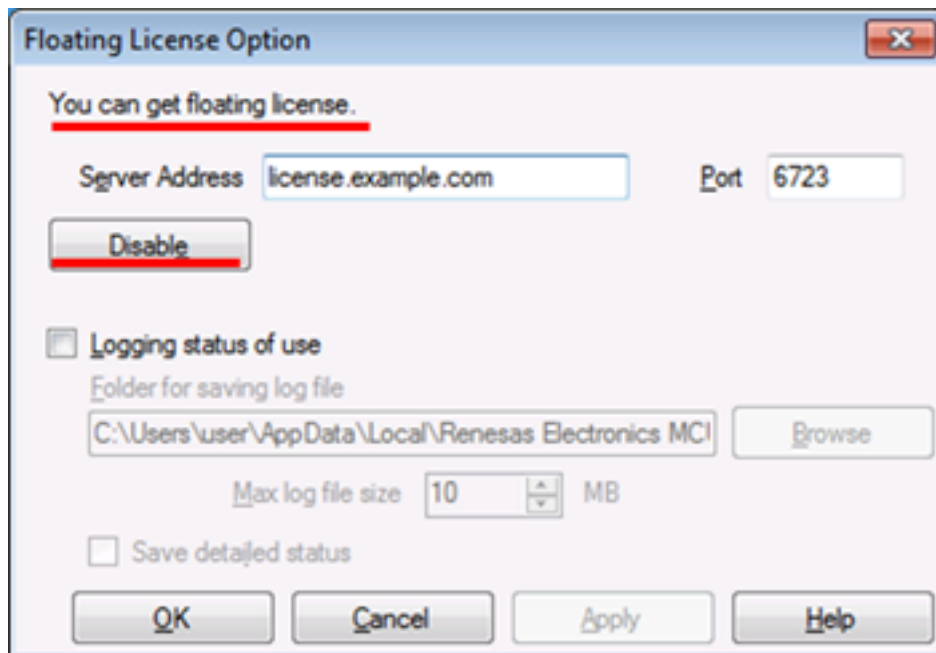 Floating License Option
You can get floating license.
Server Address license.example.com Port 6723
Disable
Logging status of use
Folder for saving log file
C:\Users\user\AppData\Local\Renesas Electronics MCU Browse
Max log file size 10 MB
Save detailed status
OK Cancel Apply Help